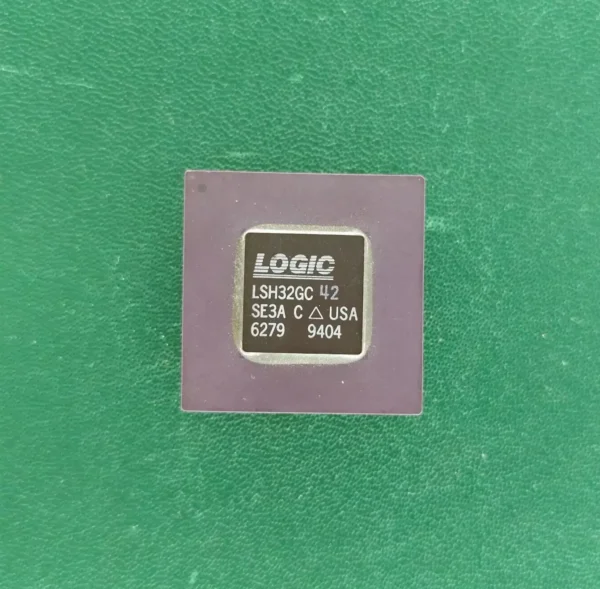 LOGIC
LSH32GC 42
SE3A C △ USA
6279 9404